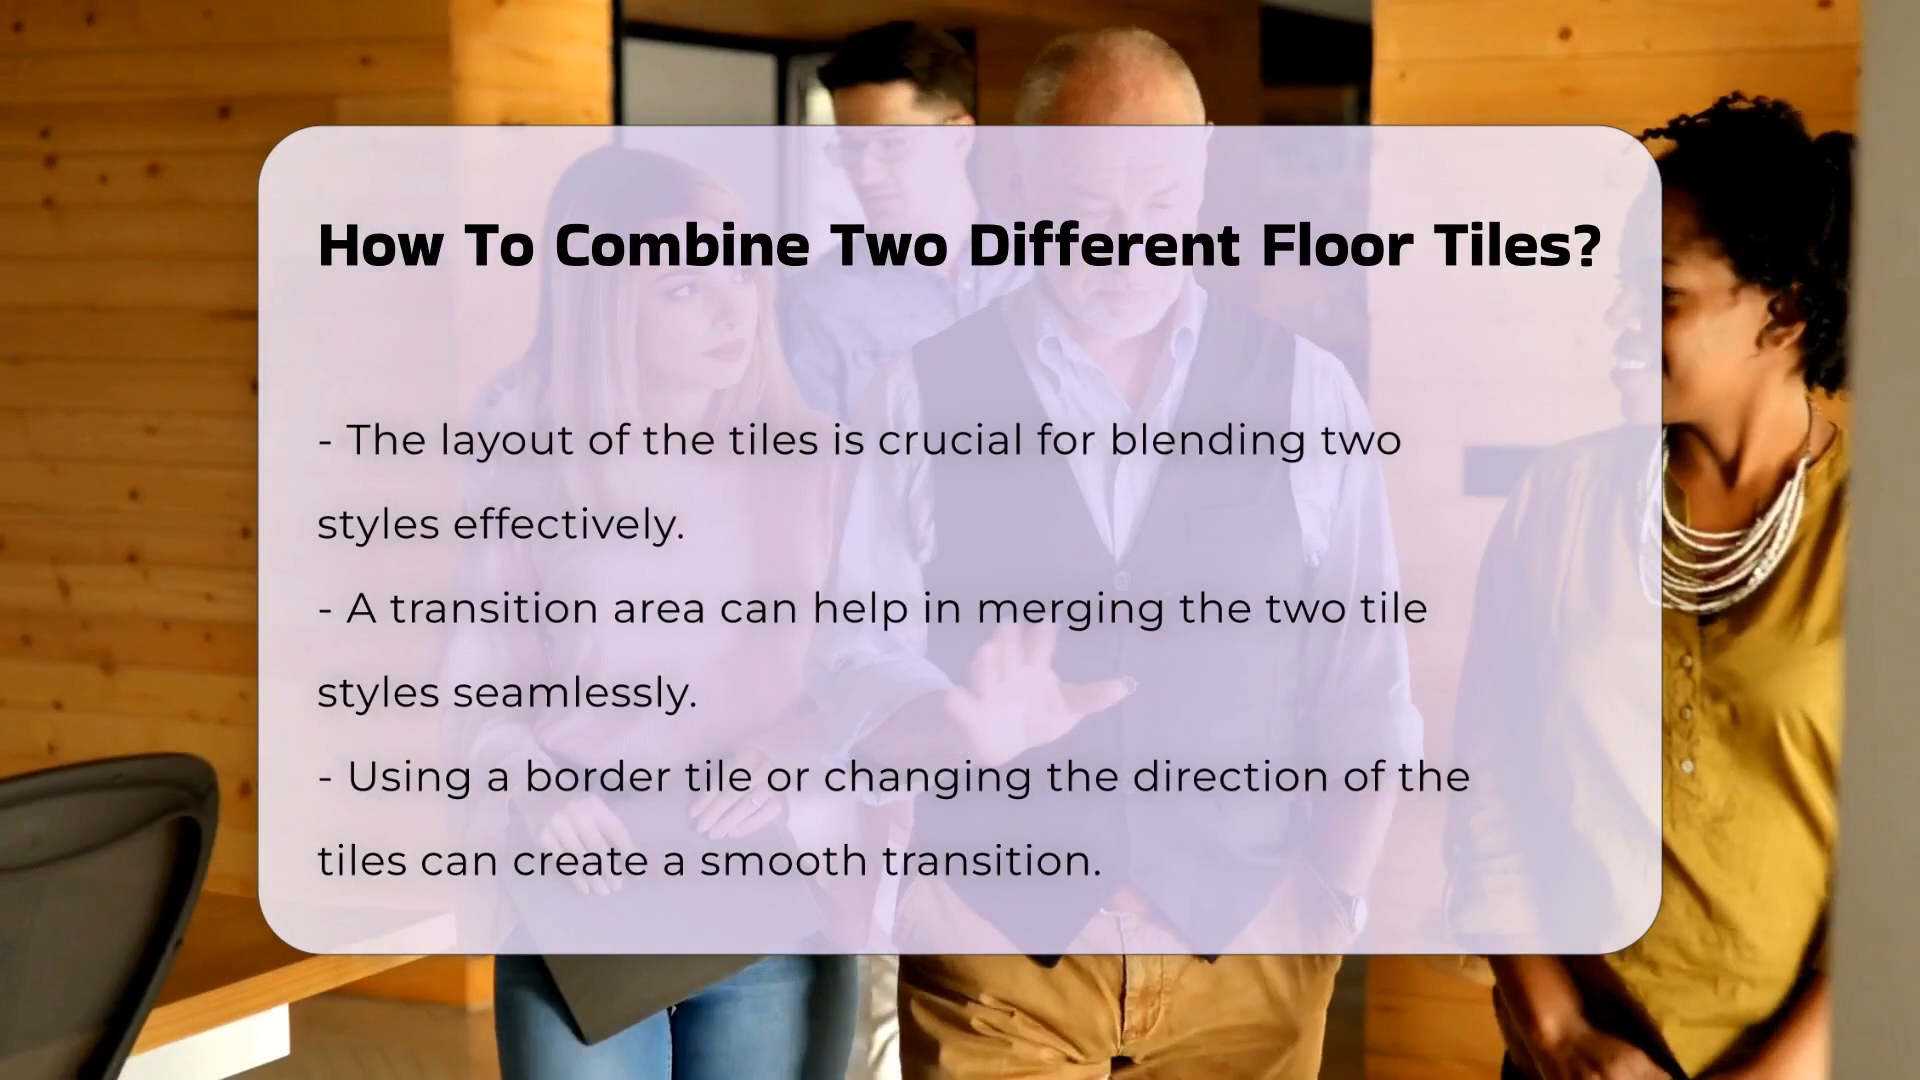 How To Combine Two Different Floor Tiles?
- The layout of the tiles is crucial for blending two
styles effectively.
- A transition area can help in merging the two tile
styles seamlessly.
- Using a border tile or changing the direction of the
tiles can create a smooth transition.